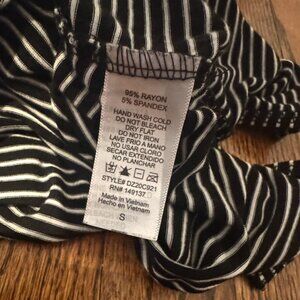 95% RAYON
5% SPANDEX
HAND WASH COLD
DO NOT BLEACH
DRY FLAT
DO NOT IRON
LAVE FRIO A MANO
NO USAR CLORO
SECAR EXTENDIDO
NO PLANCHAR
STYLE# DZ20C921
RN# 149137
Made in Vietnam
Hecho en Vietnam
S